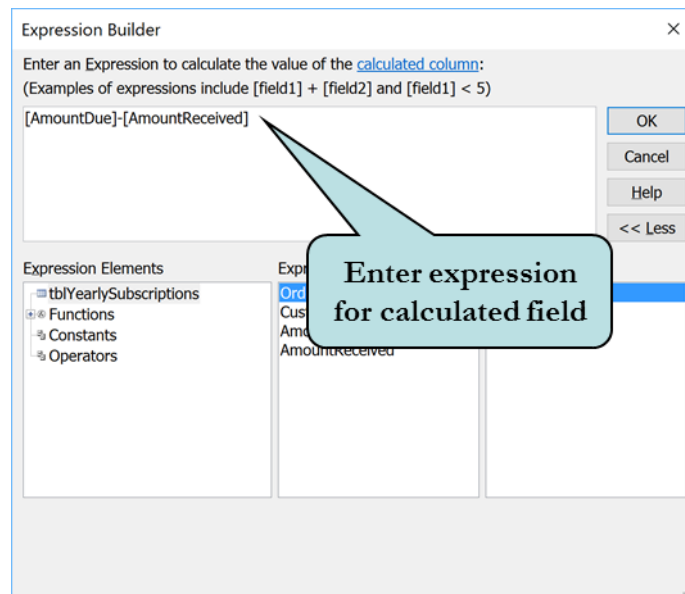 Expression Builder
Enter an Expression to calculate the value of the calculated column:
(Examples of expressions include [field1] + [field2] and [field1] < 5)
[AmountDue]-[AmountReceived]
OK
Cancel
Help
<< Less
Enter expression
for calculated field
Expression Elements
tblYearlySubscriptions
Functions
Constants
Operators
AmountReceived